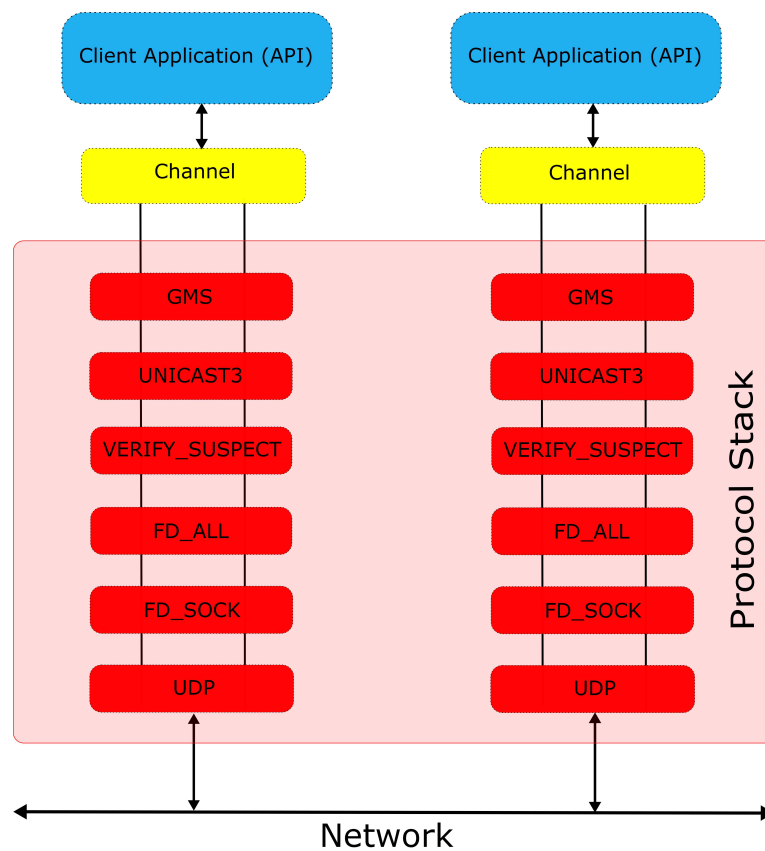 Client Application (API)
Client Application (API)
Channel
Channel
GMS
GMS
UNICAST3
UNICAST3
VERIFY_SUSPECT
VERIFY_SUSPECT
FD_ALL
FD_ALL
FD_SOCK
FD_SOCK
UDP
UDP
Protocol Stack
Network